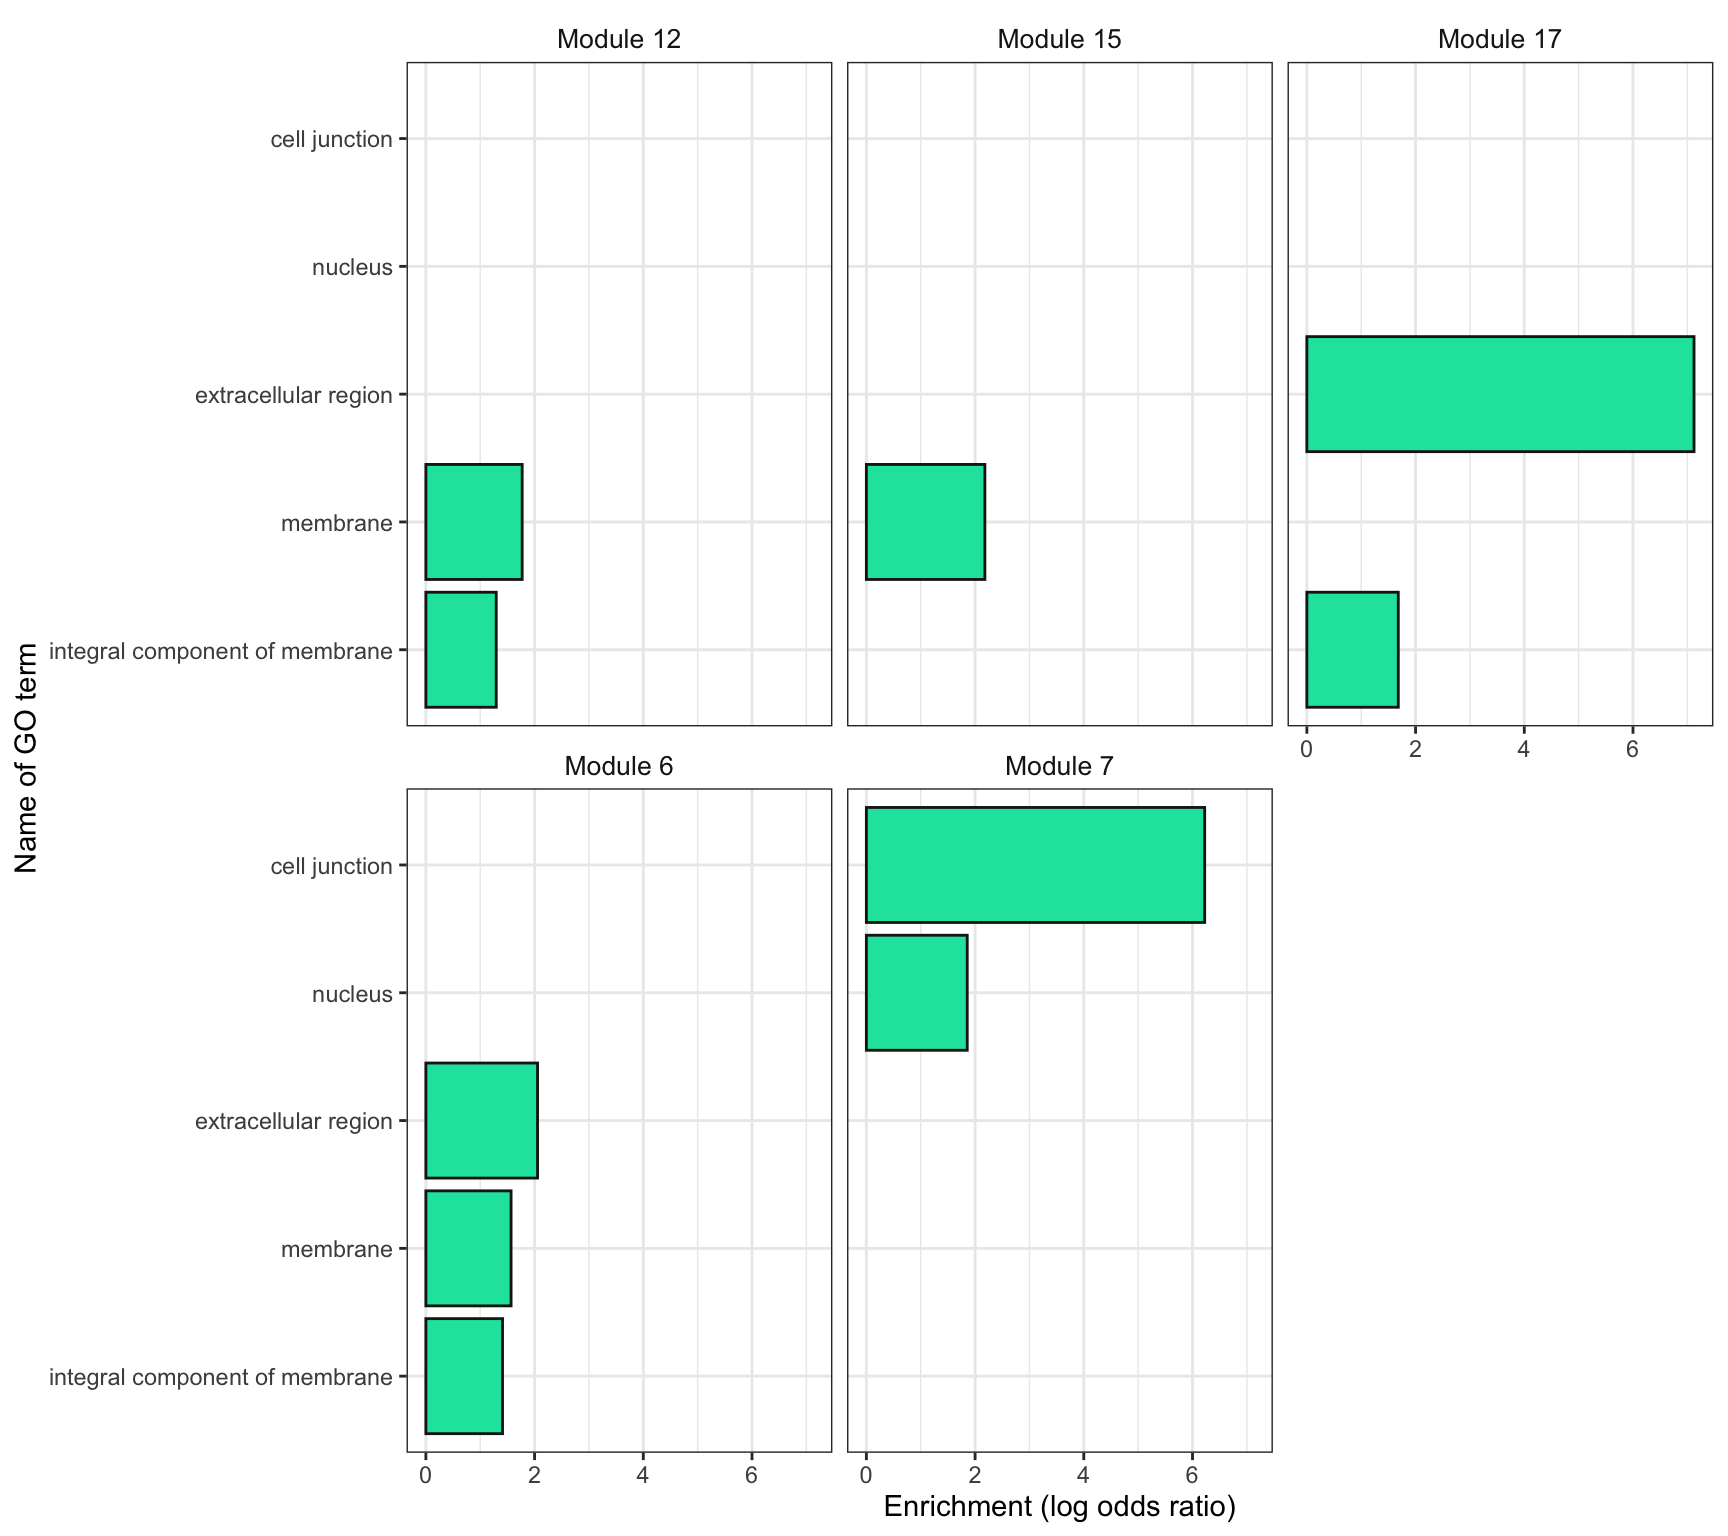 Module 12
Module 15
Module 17
cell junction
nucleus
extracellular region
membrane
integral component of membrane
0 2 4 6
Name of GO term
Module 6
Module 7
cell junction
nucleus
extracellular region
membrane
integral component of membrane
0 2 4 6
0 2 4 6
Enrichment (log odds ratio)